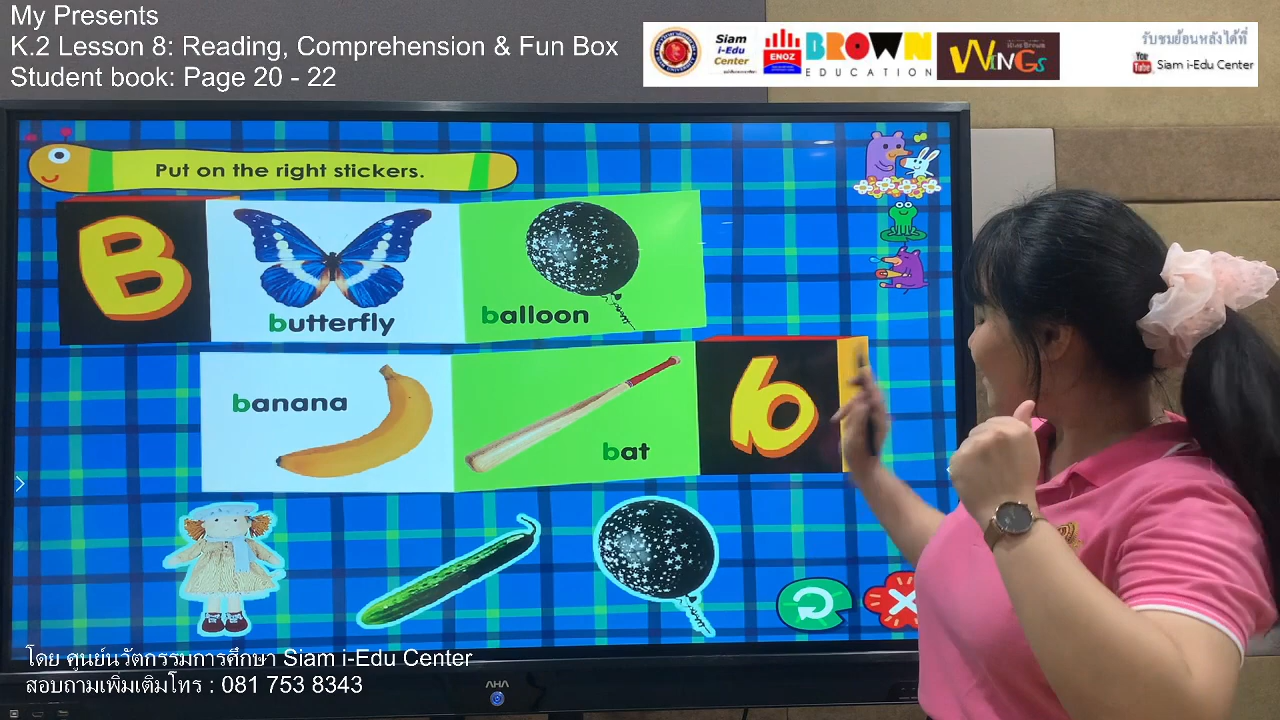 My Presents
K.2 Lesson 8: Reading, Comprehension & Fun Box
Student book: Page 20 - 22
Siam
i-Edu
Center
ENOZ
BROWN
EDUCATION
WINGS
รับชมย้อนหลังได้ที่
You Tube
Siam i-Edu Center
Put on the right stickers.
B
butterfly
balloon
banana
bat
b
โดย ศูนย์นวัตกรรมการศึกษา Siam i-Edu Center
สอบถามเพิ่มเติมโทร : 081 753 8343
AHA